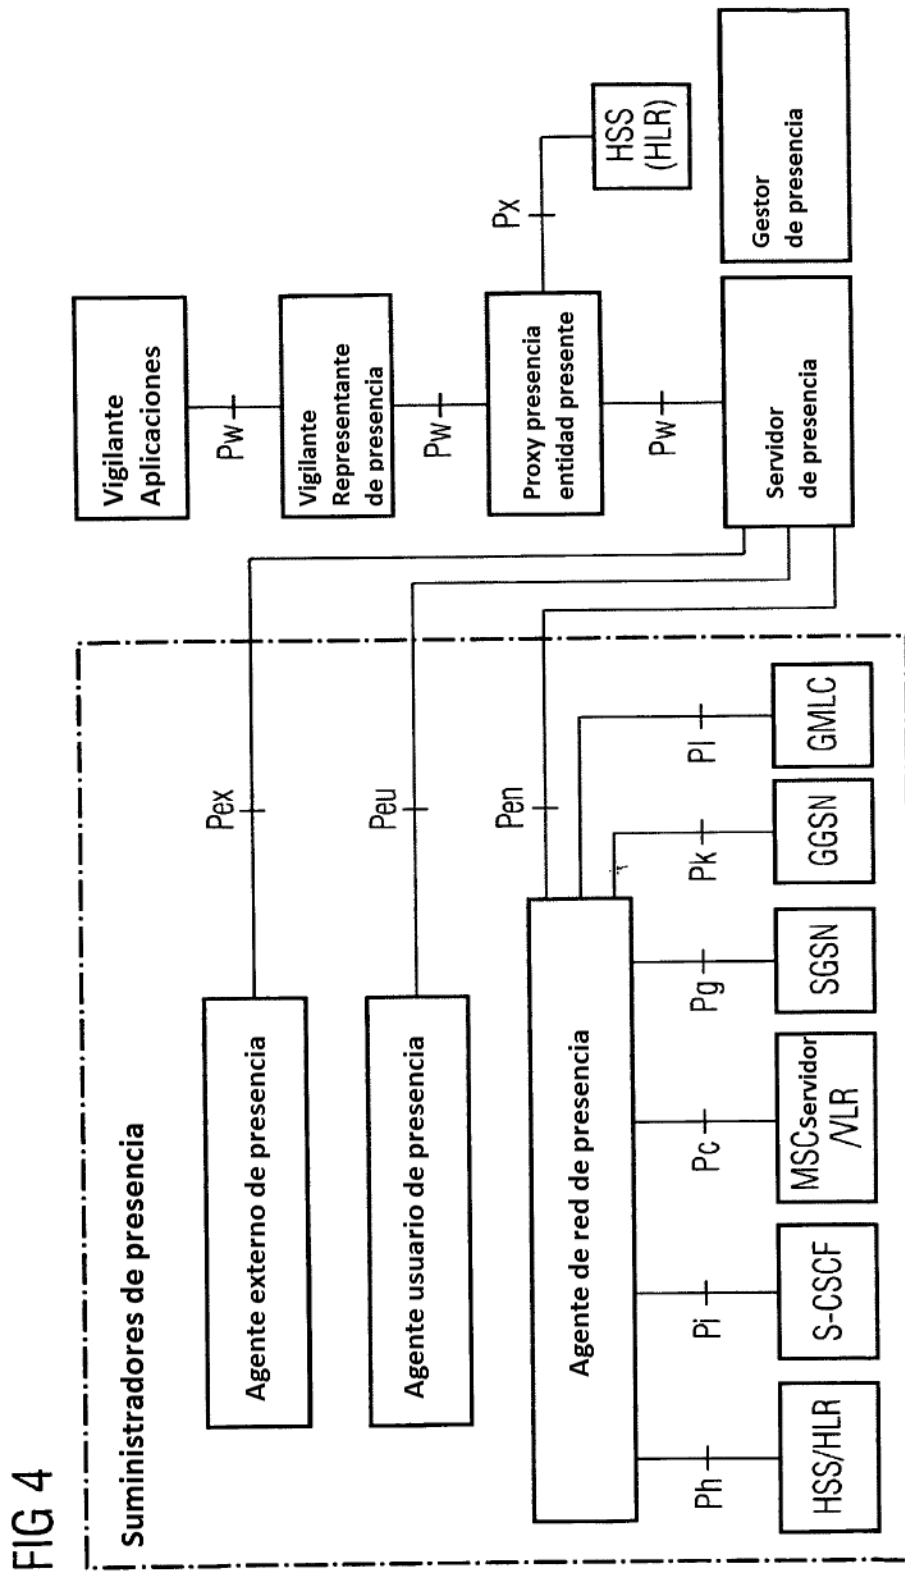 FIG 4
Suministradores de presencia
Agente externo de presencia
Pex
Agente usuario de presencia
Peu
Agente de red de presencia
Pen
Ph
Pi
Pc
Pg
Pk
Pl
HSS/HLR
S-CSCF
MSCservidor
/VLR
SGSN
GGSN
GMLC
Vigilante
Aplicaciones
Pw
Vigilante
Representante
de presencia
Pw
Proxy presencia
entidad presente
Px
HSS
(HLR)
Pw
Servidor
de presencia
Gestor
de presencia